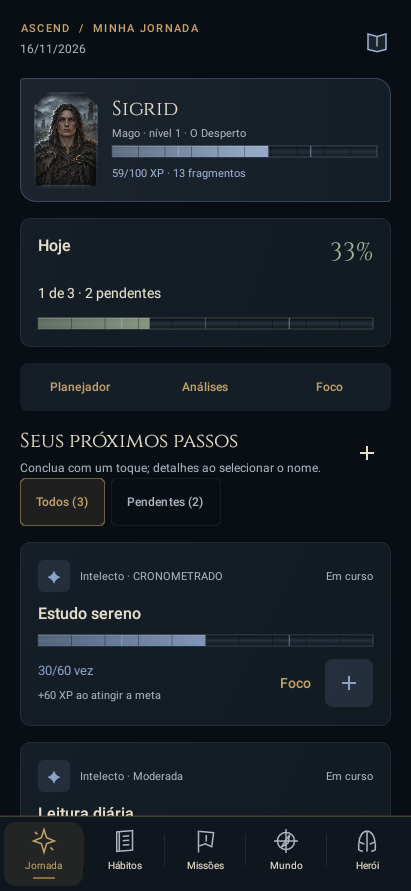 ASCEND / MINHA JORNADA
16/11/2026
Sigrid
Mago · nível 1 · O Desperto
59/100 XP · 13 fragmentos
Hoje
33%
1 de 3 · 2 pendentes
Planejador
Análises
Foco
Seus próximos passos
Conclua com um toque; detalhes ao selecionar o nome.
Todos (3)
Pendentes (2)
Intelecto · CRONOMETRADO
Em curso
Estudo sereno
30/60 vez
+60 XP ao atingir a meta
Foco
Intelecto · Moderada
Em curso
Leitura diária
Jornada
Hábitos
Missões
Mundo
Herói